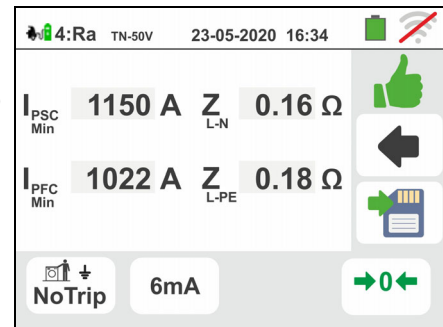 4:Ra TN-50V 23-05-2020 16:34
IPSC Min 1150 A ZL-N 0.16 Ω
IPFC Min 1022 A ZL-PE 0.18 Ω
NoTrip 6mA →0←